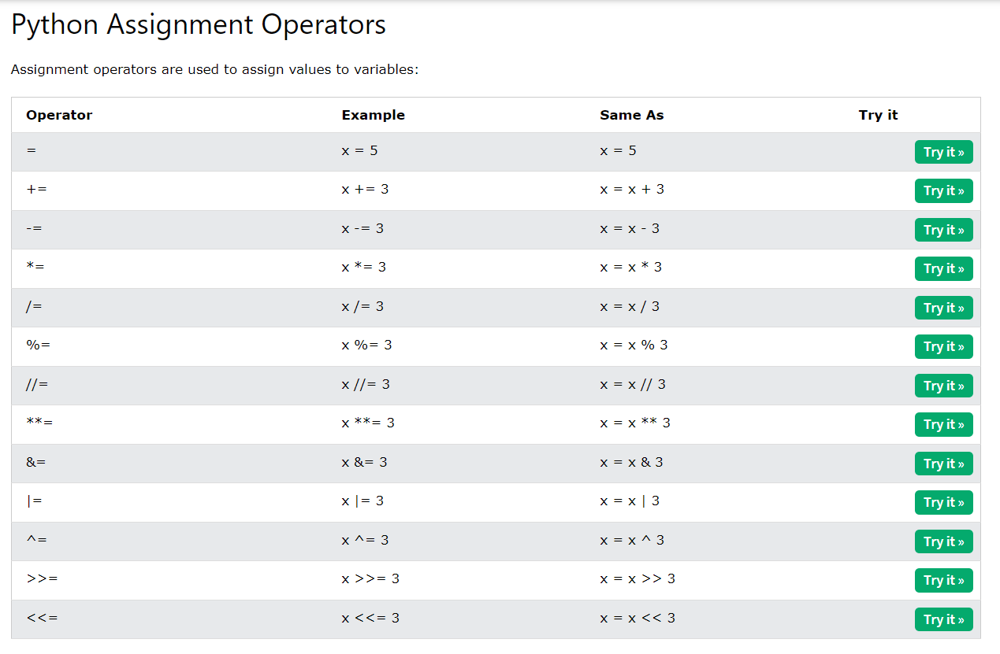 Python Assignment Operators
Assignment operators are used to assign values to variables:
Operator Example Same As Try it
= x = 5 x = 5 Try it »
+= x += 3 x = x + 3 Try it »
-= x -= 3 x = x - 3 Try it »
*= x *= 3 x = x * 3 Try it »
/= x /= 3 x = x / 3 Try it »
%= x %= 3 x = x % 3 Try it »
//= x //= 3 x = x // 3 Try it »
**= x **= 3 x = x ** 3 Try it »
&= x &= 3 x = x & 3 Try it »
|= x |= 3 x = x | 3 Try it »
^= x ^= 3 x = x ^ 3 Try it »
>>= x >>= 3 x = x >> 3 Try it »
<<= x <<= 3 x = x << 3 Try it »